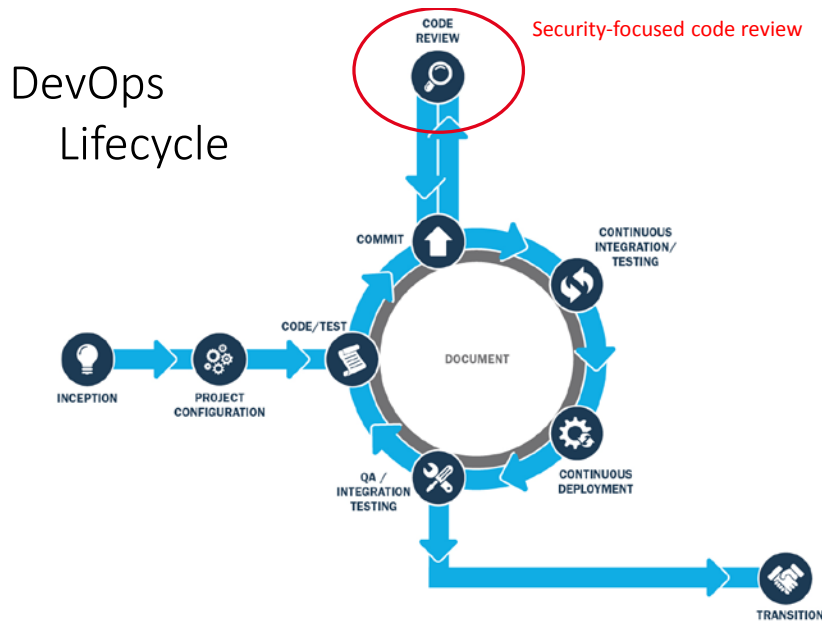 DevOps
Lifecycle
CODE
REVIEW
Security-focused code review
COMMIT
CONTINUOUS
INTEGRATION/
TESTING
CODE/TEST
DOCUMENT
INCEPTION
PROJECT
CONFIGURATION
QA /
INTEGRATION
TESTING
CONTINUOUS
DEPLOYMENT
TRANSITION